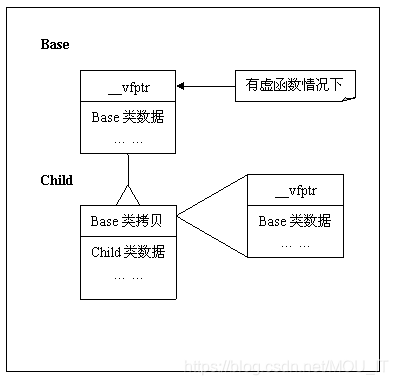 Base
__vfptr
有虚函数情况下
Base 类数据
... ...
Child
Base 类拷贝
Child 类数据
... ...
__vfptr
Base 类数据
... ...
https://blog.csdn.net/MOU_IT